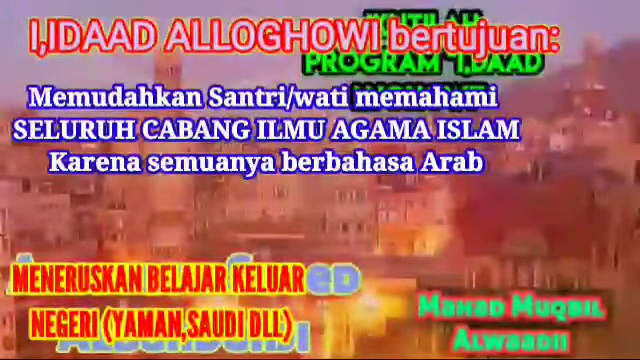 I,IDAAD ALLOGHOWI bertujuan:
IKUTILAH
PROGRAM I,DAAD
Memudahkan Santri/wati memahami
SELURUH CABANG ILMU AGAMA ISLAM
Karena semuanya berbahasa Arab
MENERUSKAN BELAJAR KELUAR
NEGERI (YAMAN,SAUDI DLL)
Mahad Muqbil
Alwaadii